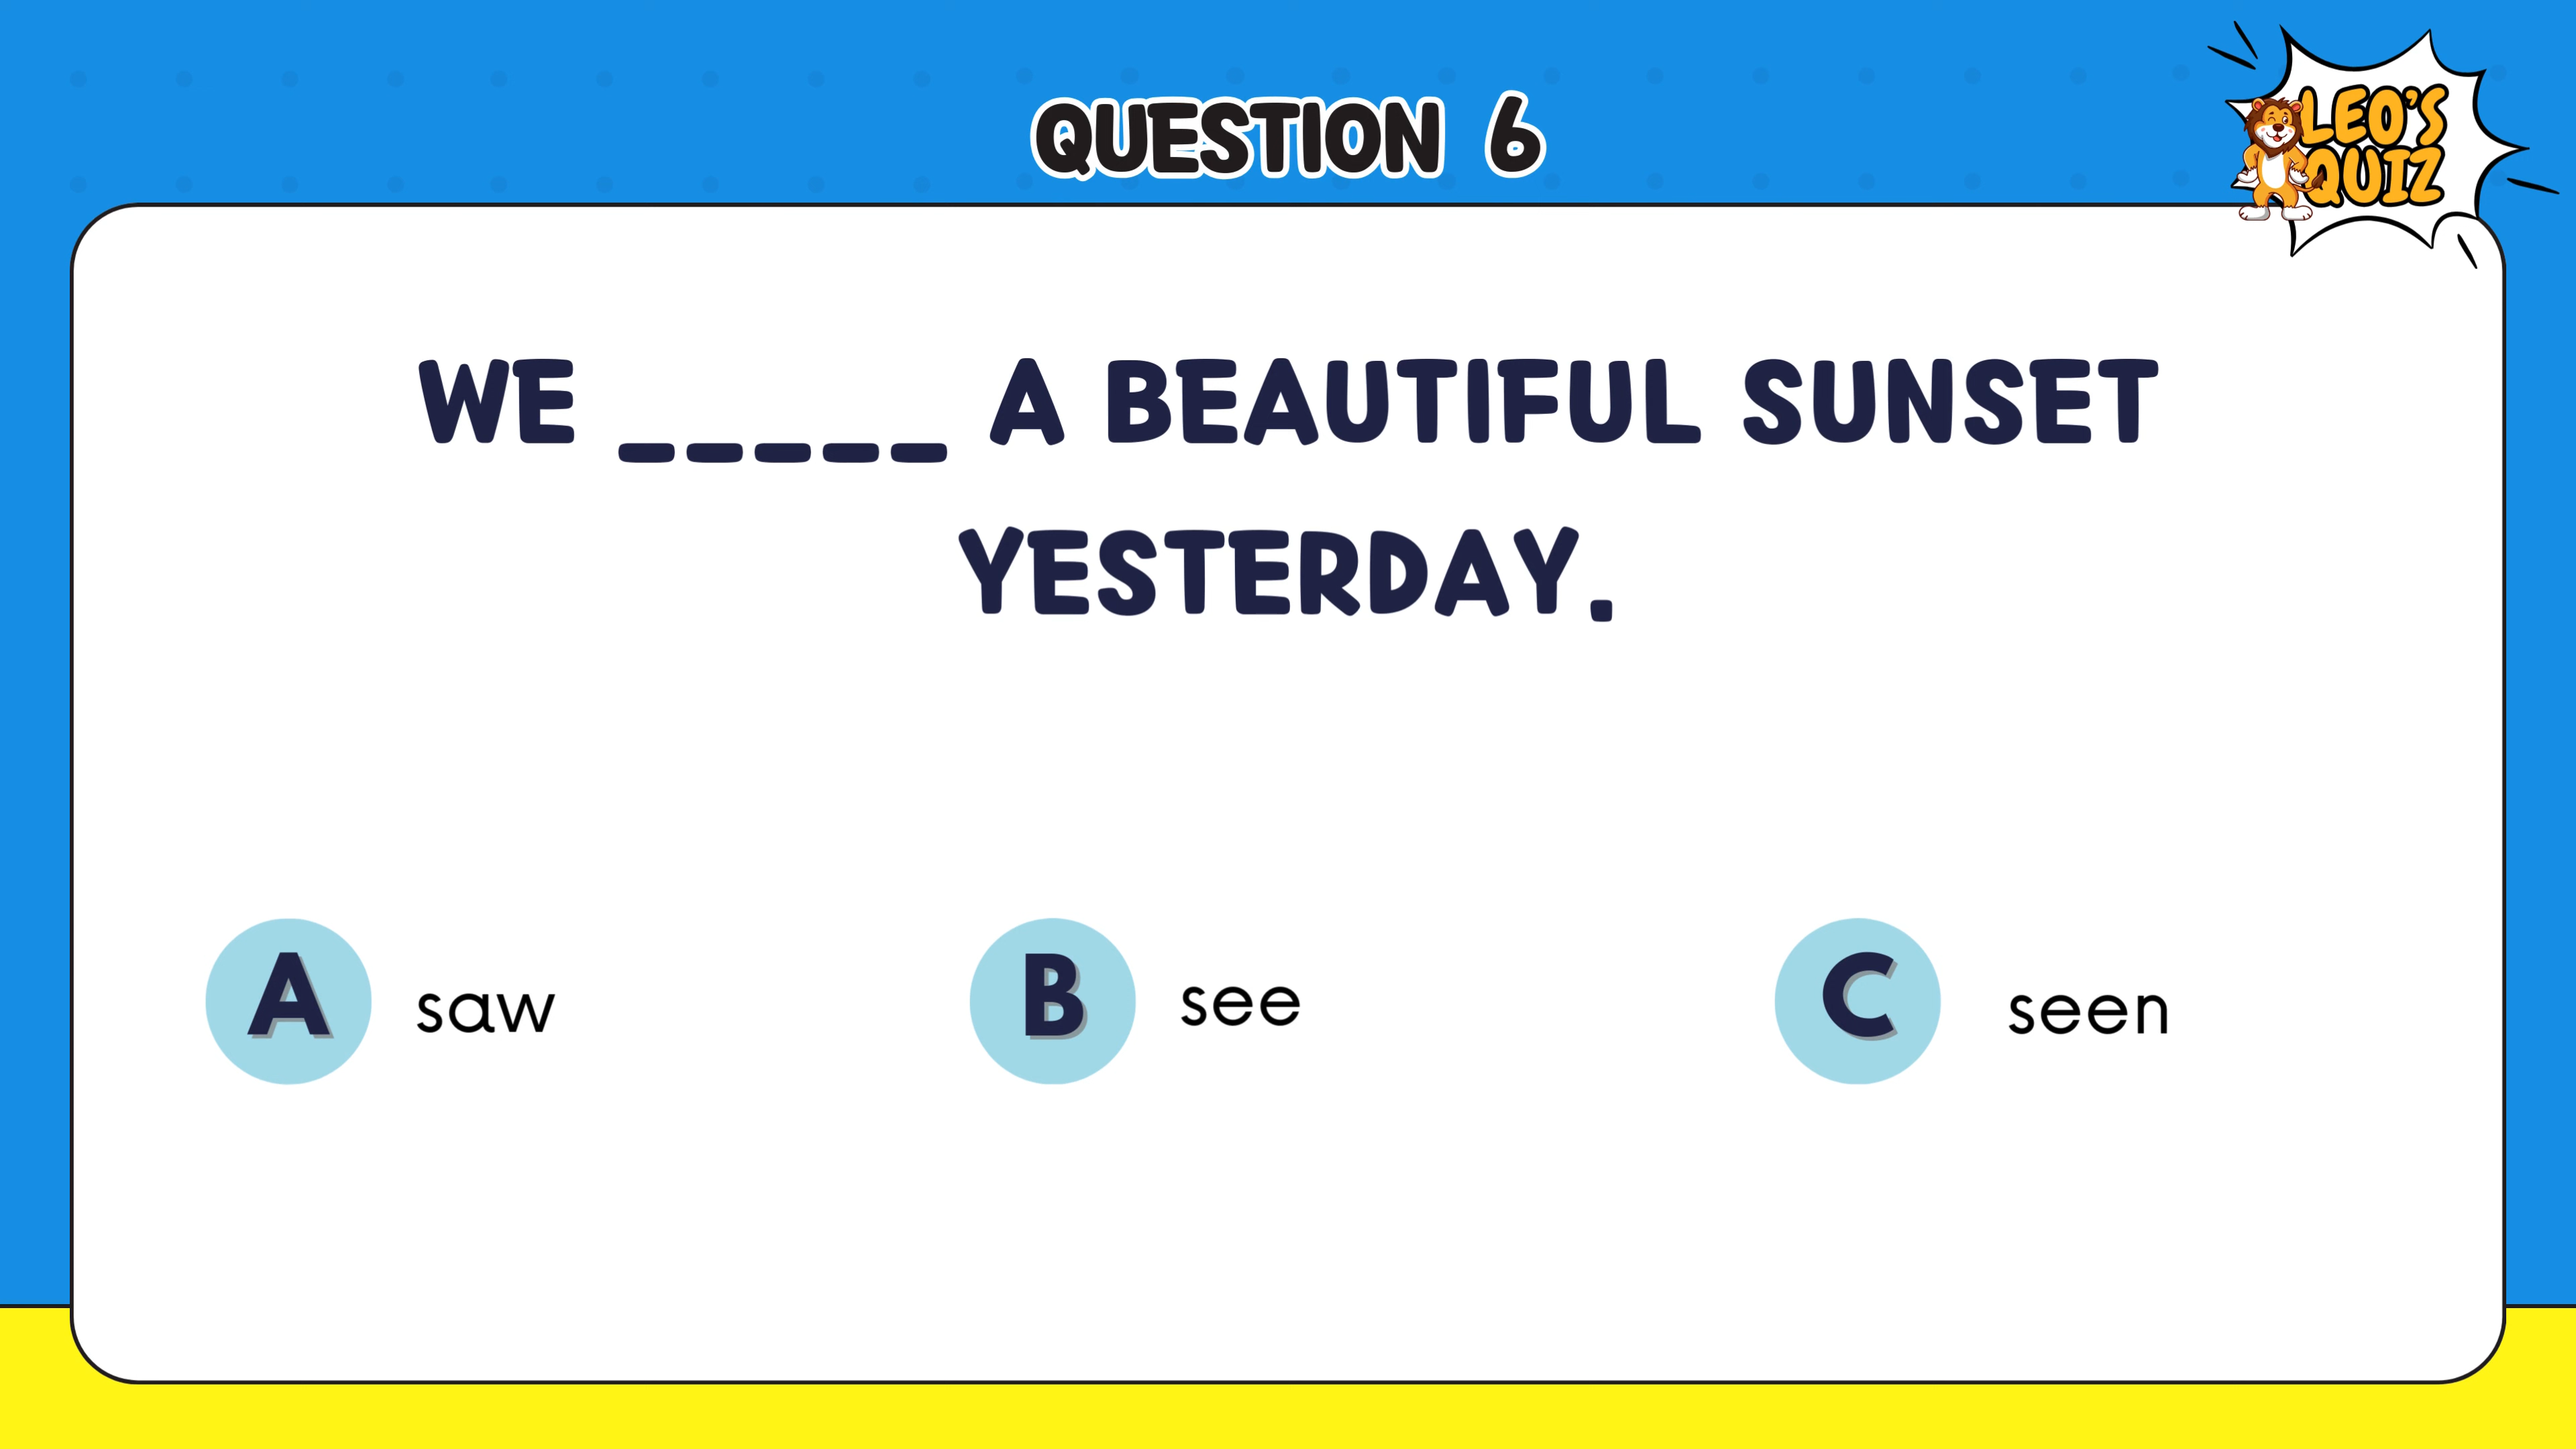 QUESTION 6
LEO'S
QUIZ
WE _____ A BEAUTIFUL SUNSET
YESTERDAY.
A saw
B see
C seen